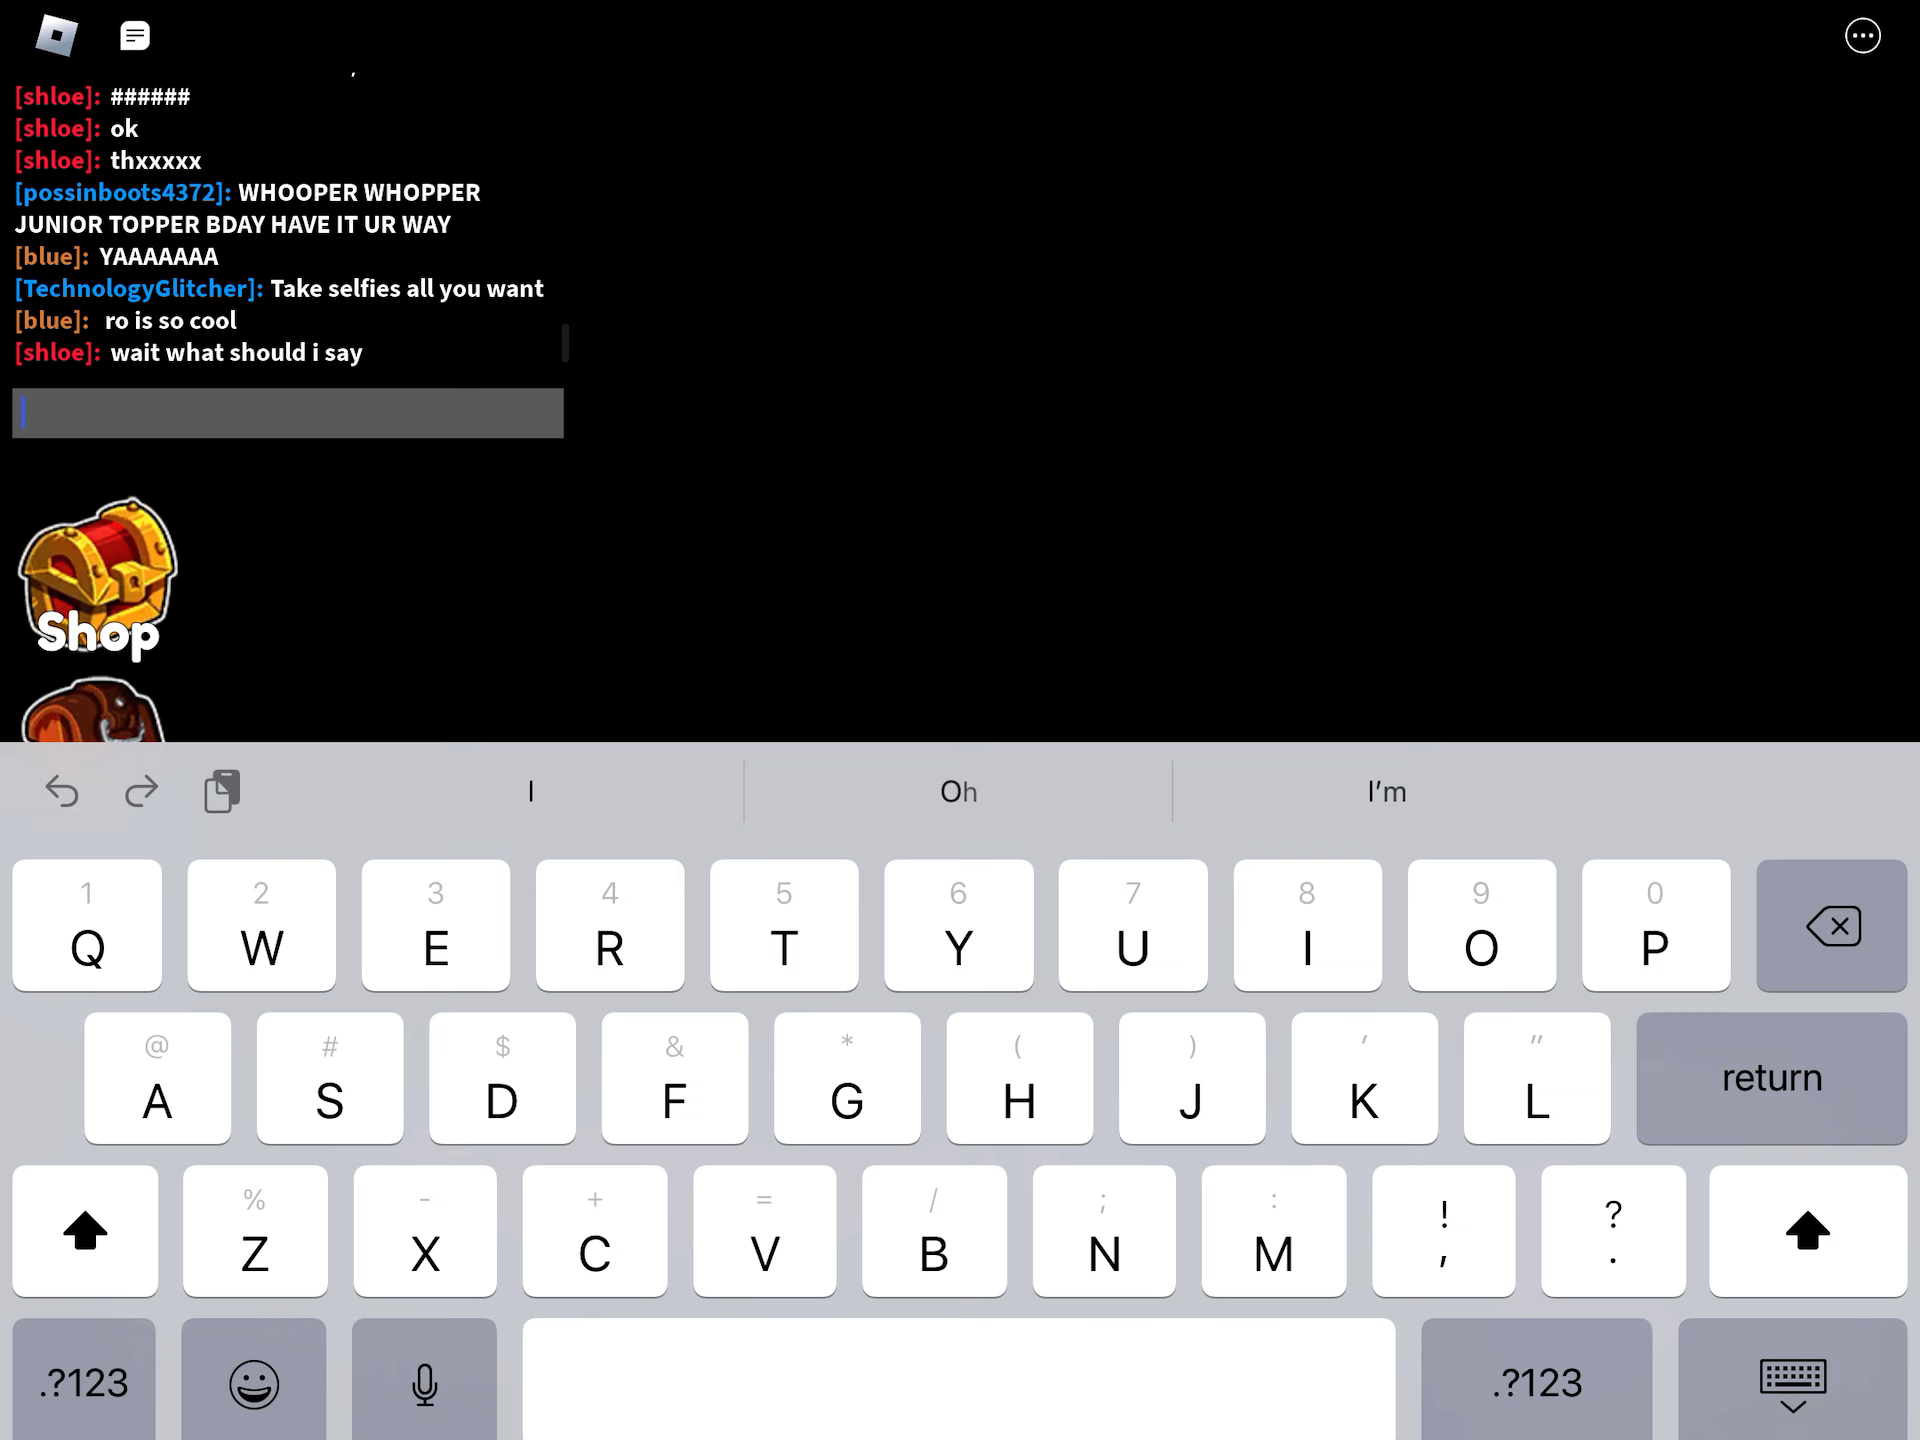 [shloe]: ######
[shloe]: ok
[shloe]: thxxxxx
[possinboots4372]: WHOOPER WHOPPER
JUNIOR TOPPER BDAY HAVE IT UR WAY
[blue]: YAAAAAAA
[TechnologyGlitcher]: Take selfies all you want
[blue]: ro is so cool
[shloe]: wait what should i say
Shop
I Oh I’m
1 2 3 4 5 6 7 8 9 0
Q W E R T Y U I O P
@ # $ & * ( ) ' "
A S D F G H J K L return
% - + = / ; : ! ?
Z X C V B N M , .
.?123 .?123